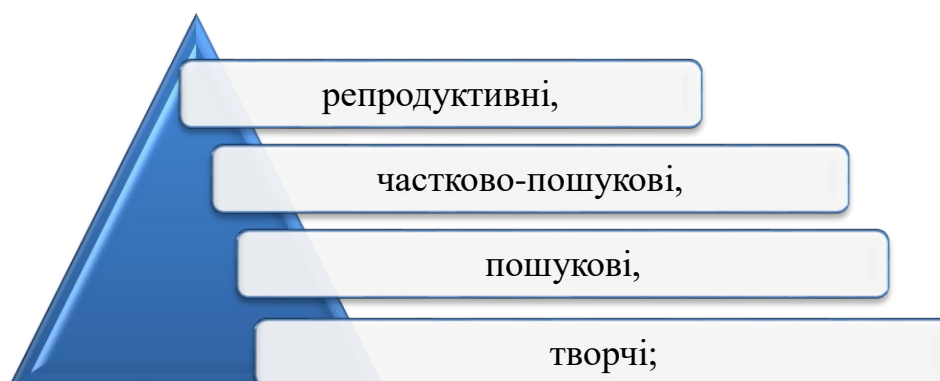 репродуктивні,
частково-пошукові,
пошукові,
творчі;